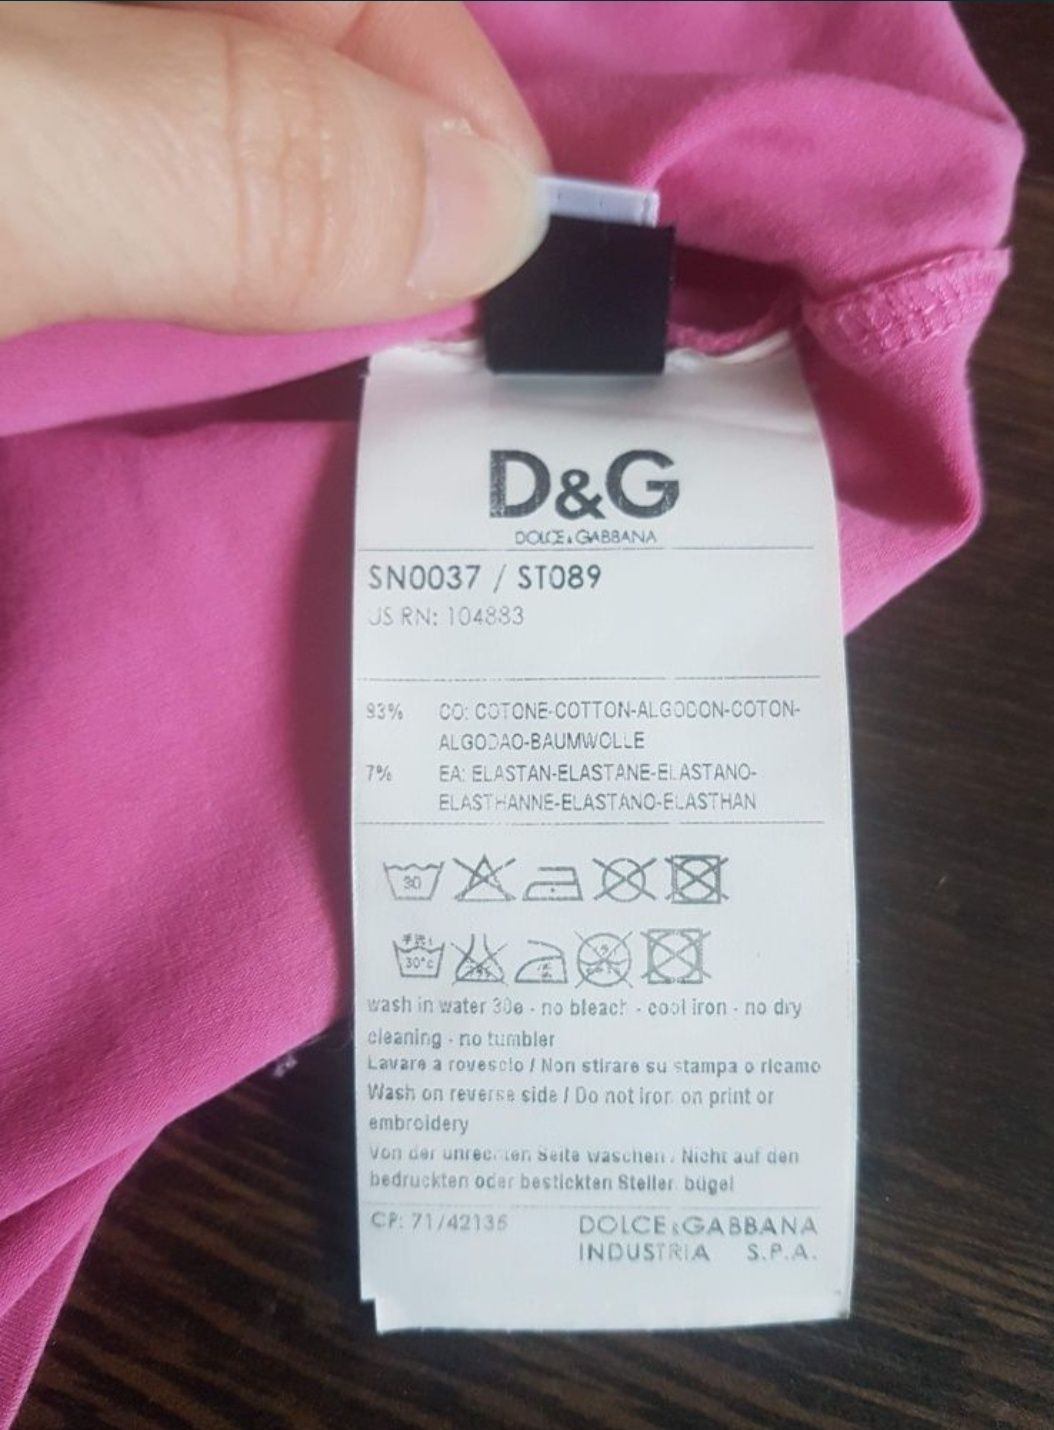 D&G
DOLCE&GABBANA
SN0037 / ST089
US RN: 104883
93% CO: COTONE-COTTON-ALGODON-COTON-
ALGODAO-BAUMWOLLE
7% EA: ELASTAN-ELASTANE-ELASTANO-
ELASTHANNE-ELASTANO-ELASTHAN
30
30°c
wash in water 30e - no bleach - cool iron - no dry
cleaning - no tumbler
Lavare a rovescio / Non stirare su stampa o ricamo
Wash on reverse side / Do not iron on print or
embroidery
Von der unrechten Seite waschen / Nicht auf den
bedruckten oder bestickten Stellen bügel
CP: 71/42135
DOLCE&GABBANA
INDUSTRIA S.P.A.